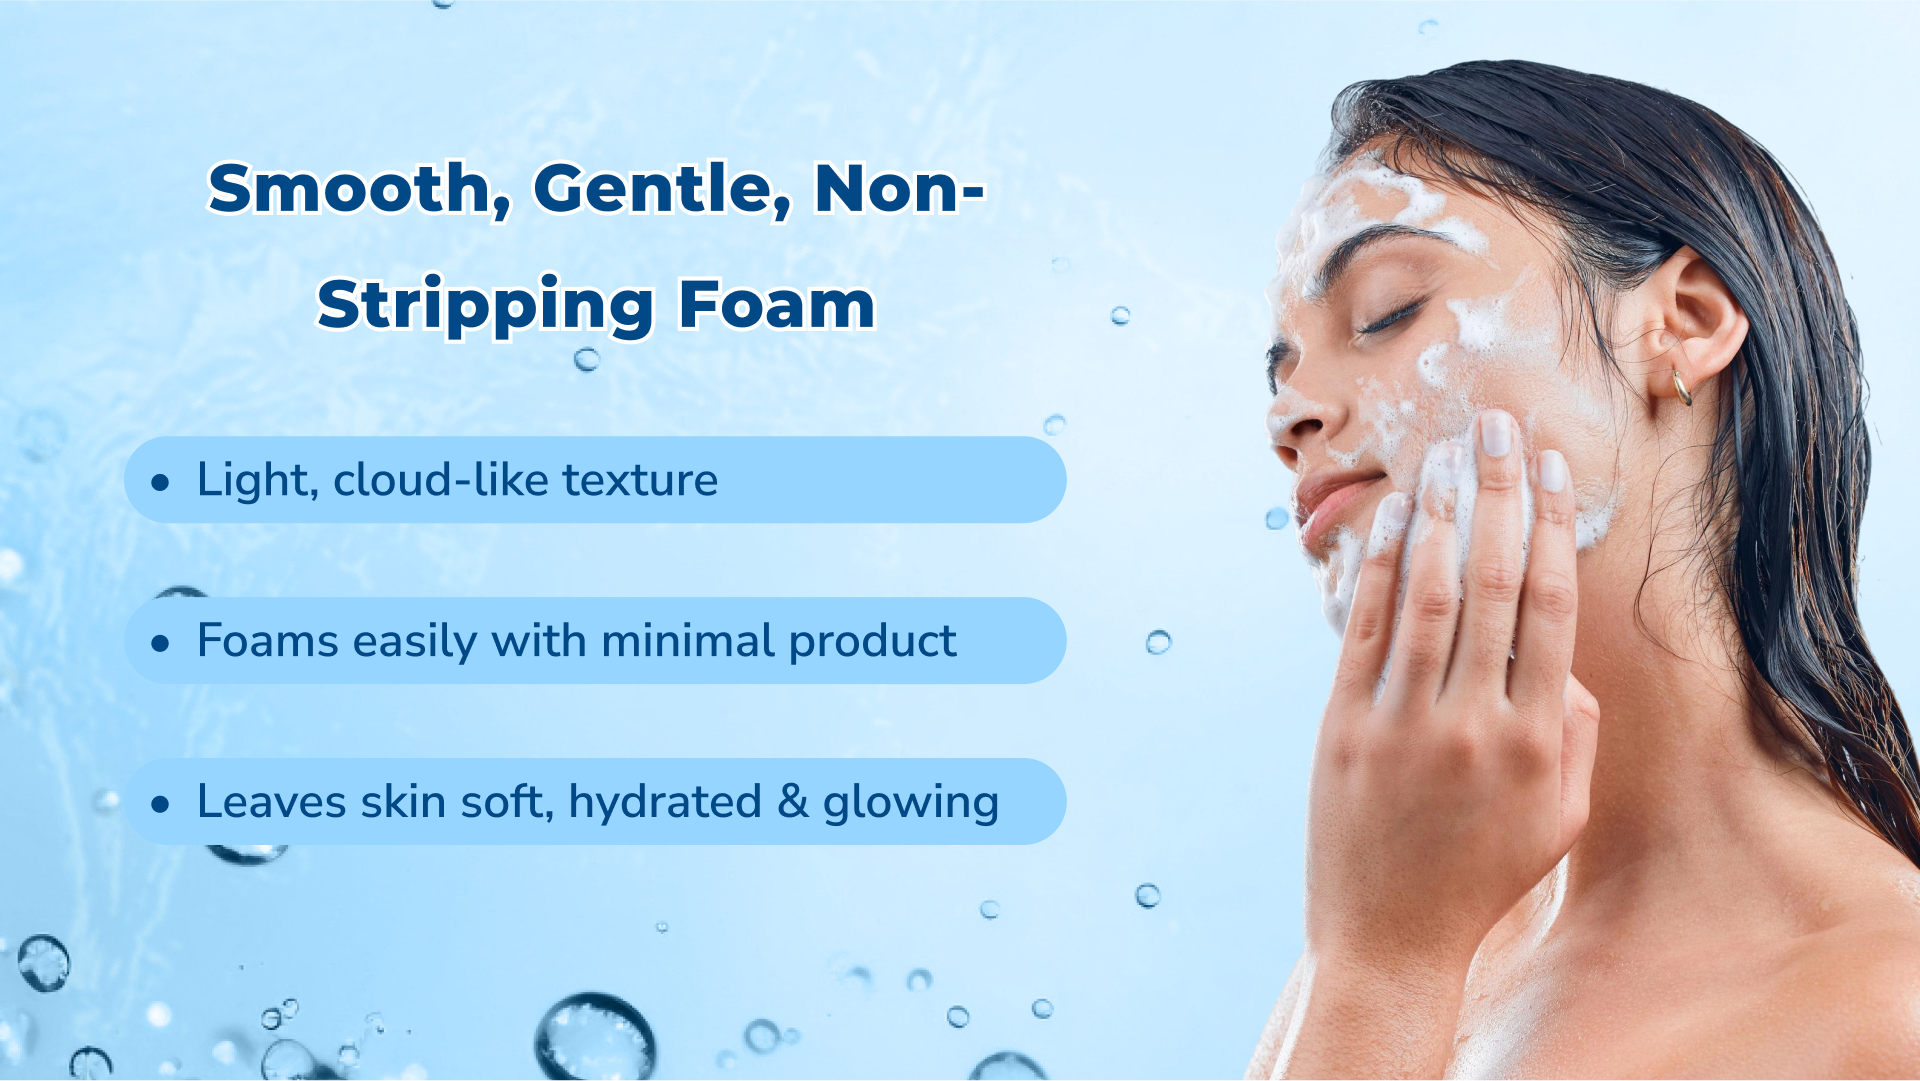 Smooth, Gentle, Non-
Stripping Foam
• Light, cloud-like texture
• Foams easily with minimal product
• Leaves skin soft, hydrated & glowing